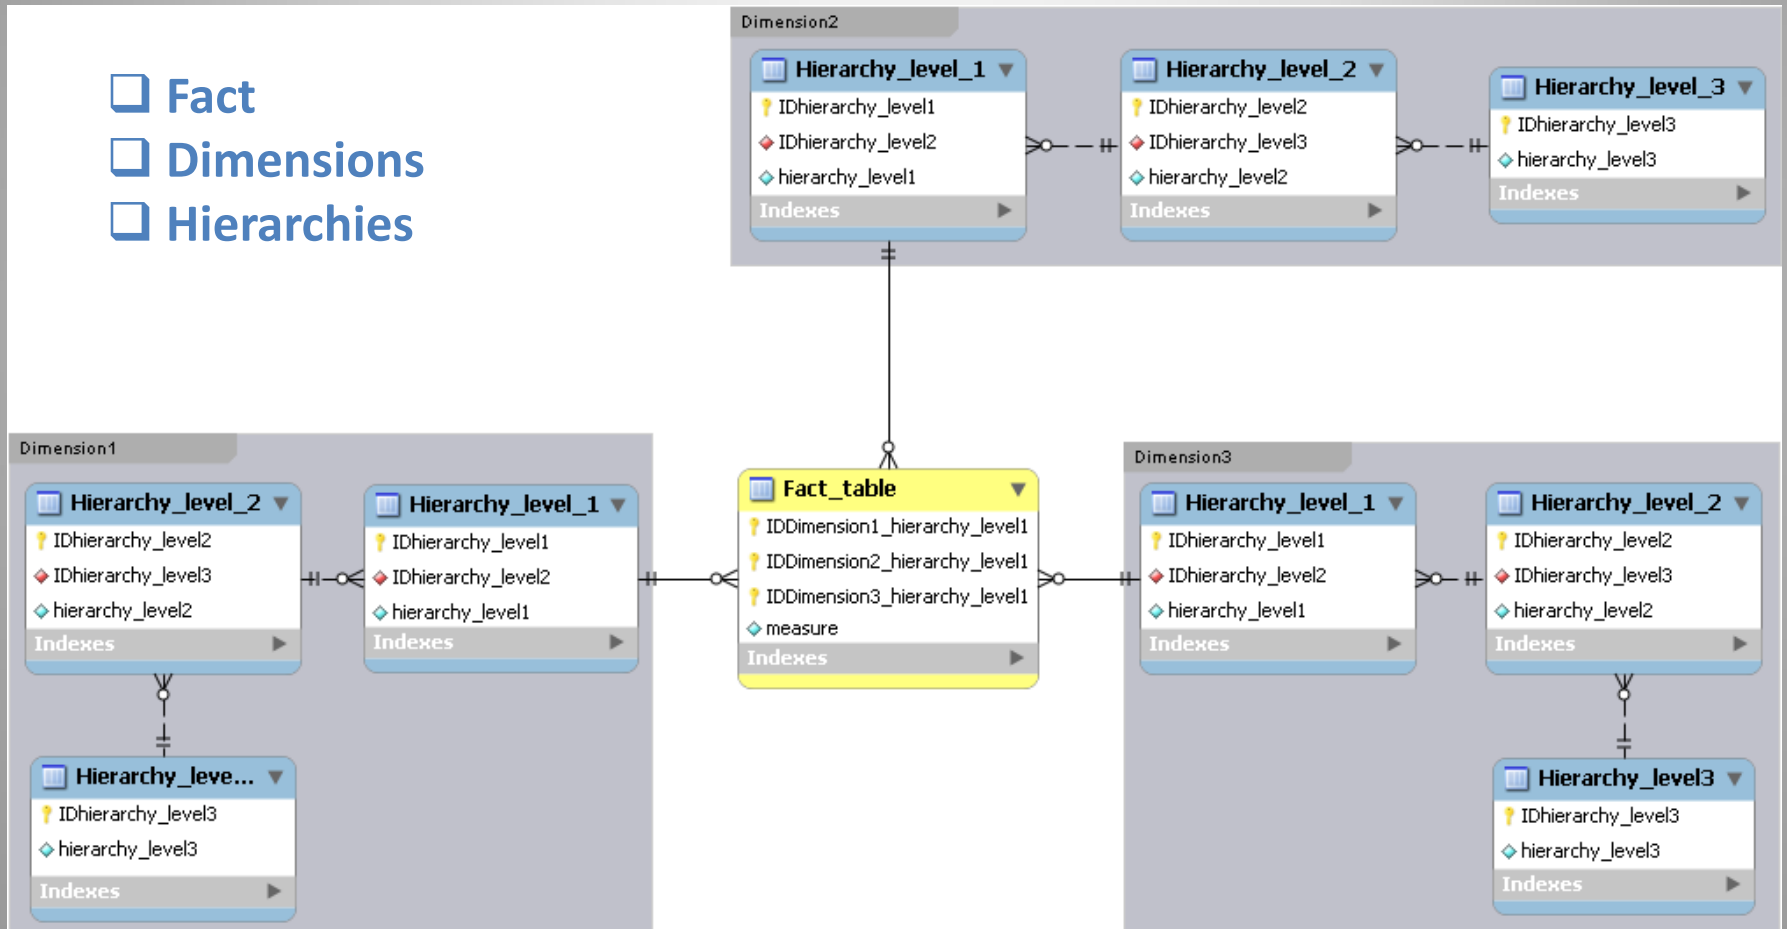 Fact
Dimensions
Hierarchies
Dimension2
Hierarchy_level_1
IDhierarchy_level1
IDhierarchy_level2
hierarchy_level1
Indexes
Hierarchy_level_2
IDhierarchy_level2
IDhierarchy_level3
hierarchy_level2
Indexes
Hierarchy_level_3
IDhierarchy_level3
hierarchy_level3
Indexes
Dimension1
Hierarchy_level_2
IDhierarchy_level2
IDhierarchy_level3
hierarchy_level2
Indexes
Hierarchy_level_1
IDhierarchy_level1
IDhierarchy_level2
hierarchy_level1
Indexes
Hierarchy_leve...
IDhierarchy_level3
hierarchy_level3
Indexes
Fact_table
IDDimension1_hierarchy_level1
IDDimension2_hierarchy_level1
IDDimension3_hierarchy_level1
measure
Indexes
Dimension3
Hierarchy_level_1
IDhierarchy_level1
IDhierarchy_level2
hierarchy_level1
Indexes
Hierarchy_level_2
IDhierarchy_level2
IDhierarchy_level3
hierarchy_level2
Indexes
Hierarchy_level3
IDhierarchy_level3
hierarchy_level3
Indexes